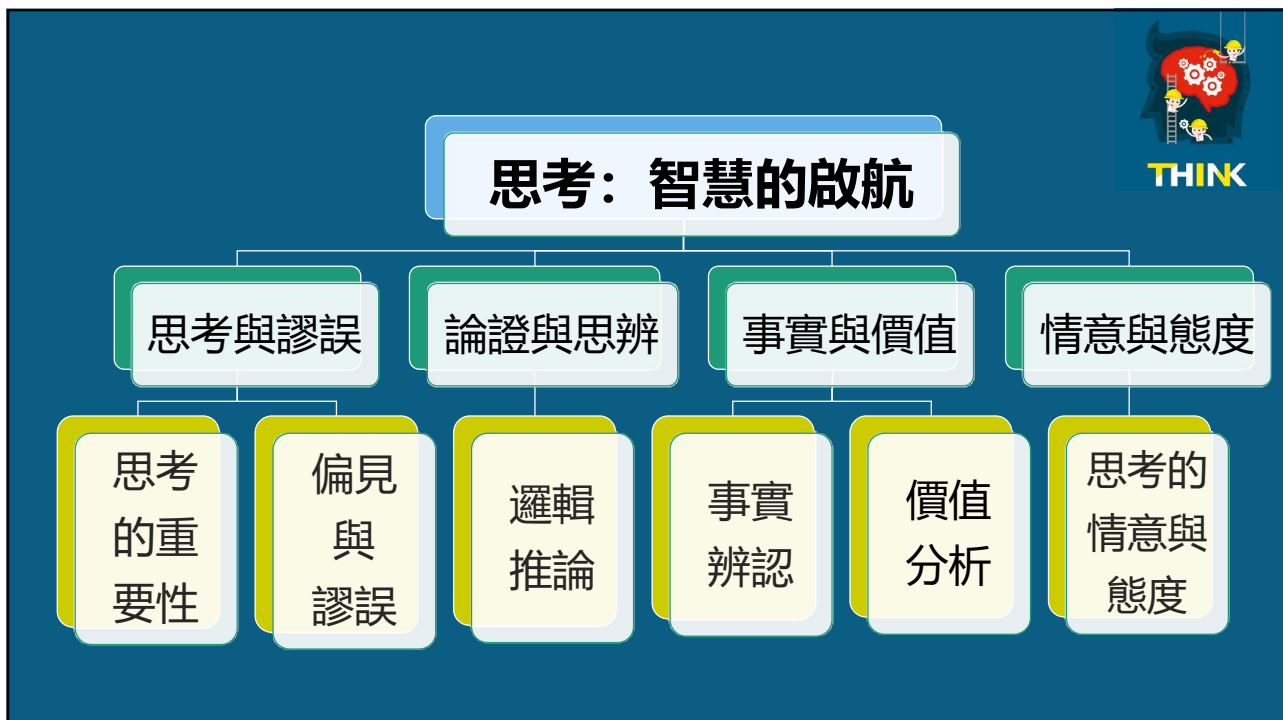 THINK
思考：智慧的啟航
思考與謬誤
論證與思辨
事實與價值
情意與態度
思考
的重
要性
偏見
與
謬誤
邏輯
推論
事實
辨認
價值
分析
思考的
情意與
態度